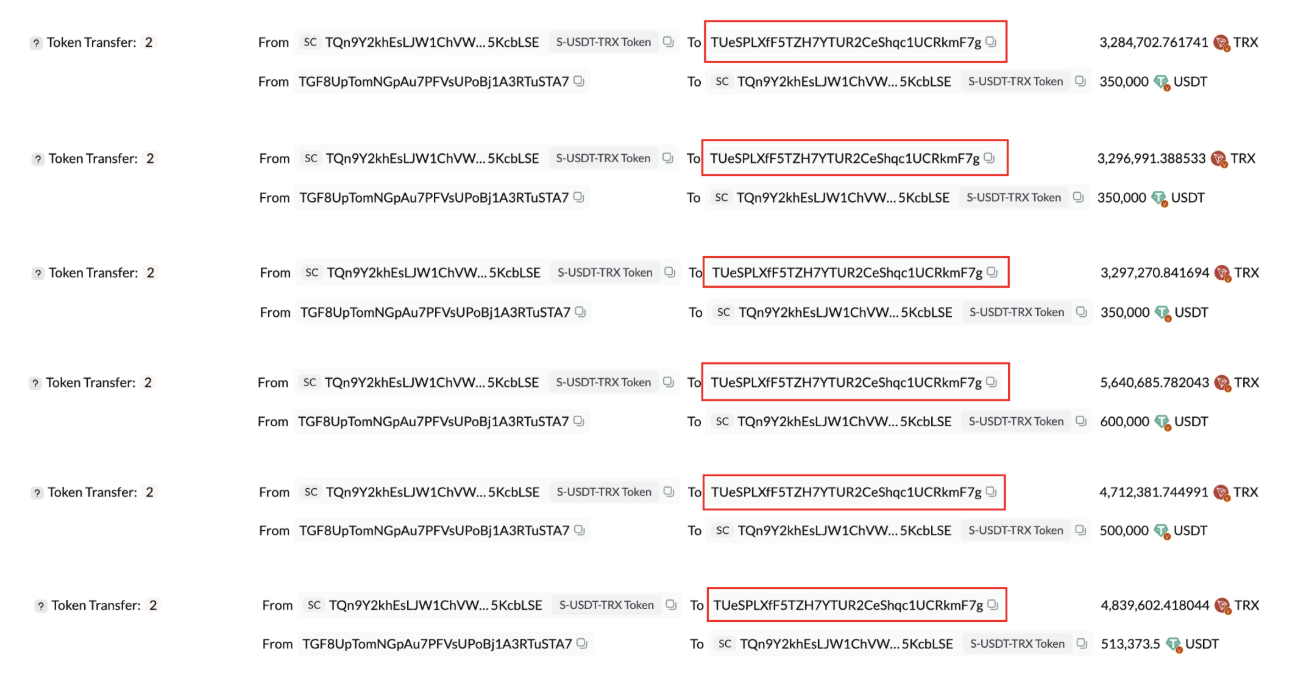 ? Token Transfer: 2 From SC TQn9Y2khEsLJW1ChVW... 5KcbLSE S-USDT-TRX Token To TUeSPLXfF5TZH7YTUR2CeShqc1UCRkmF7g 3,284,702.761741 TRX
From TGF8UpTomNGpAu7PFVsUPoBj1A3RTuSTA7 To SC TQn9Y2khEsLJW1ChVW... 5KcbLSE S-USDT-TRX Token 350,000 USDT
? Token Transfer: 2 From SC TQn9Y2khEsLJW1ChVW... 5KcbLSE S-USDT-TRX Token To TUeSPLXfF5TZH7YTUR2CeShqc1UCRkmF7g 3,296,991.388533 TRX
From TGF8UpTomNGpAu7PFVsUPoBj1A3RTuSTA7 To SC TQn9Y2khEsLJW1ChVW... 5KcbLSE S-USDT-TRX Token 350,000 USDT
? Token Transfer: 2 From SC TQn9Y2khEsLJW1ChVW... 5KcbLSE S-USDT-TRX Token To TUeSPLXfF5TZH7YTUR2CeShqc1UCRkmF7g 3,297,270.841694 TRX
From TGF8UpTomNGpAu7PFVsUPoBj1A3RTuSTA7 To SC TQn9Y2khEsLJW1ChVW... 5KcbLSE S-USDT-TRX Token 350,000 USDT
? Token Transfer: 2 From SC TQn9Y2khEsLJW1ChVW... 5KcbLSE S-USDT-TRX Token To TUeSPLXfF5TZH7YTUR2CeShqc1UCRkmF7g 5,640,685.782043 TRX
From TGF8UpTomNGpAu7PFVsUPoBj1A3RTuSTA7 To SC TQn9Y2khEsLJW1ChVW... 5KcbLSE S-USDT-TRX Token 600,000 USDT
? Token Transfer: 2 From SC TQn9Y2khEsLJW1ChVW... 5KcbLSE S-USDT-TRX Token To TUeSPLXfF5TZH7YTUR2CeShqc1UCRkmF7g 4,712,381.744991 TRX
From TGF8UpTomNGpAu7PFVsUPoBj1A3RTuSTA7 To SC TQn9Y2khEsLJW1ChVW... 5KcbLSE S-USDT-TRX Token 500,000 USDT
? Token Transfer: 2 From SC TQn9Y2khEsLJW1ChVW... 5KcbLSE S-USDT-TRX Token To TUeSPLXfF5TZH7YTUR2CeShqc1UCRkmF7g 4,839,602.418044 TRX
From TGF8UpTomNGpAu7PFVsUPoBj1A3RTuSTA7 To SC TQn9Y2khEsLJW1ChVW... 5KcbLSE S-USDT-TRX Token 513,373.5 USDT